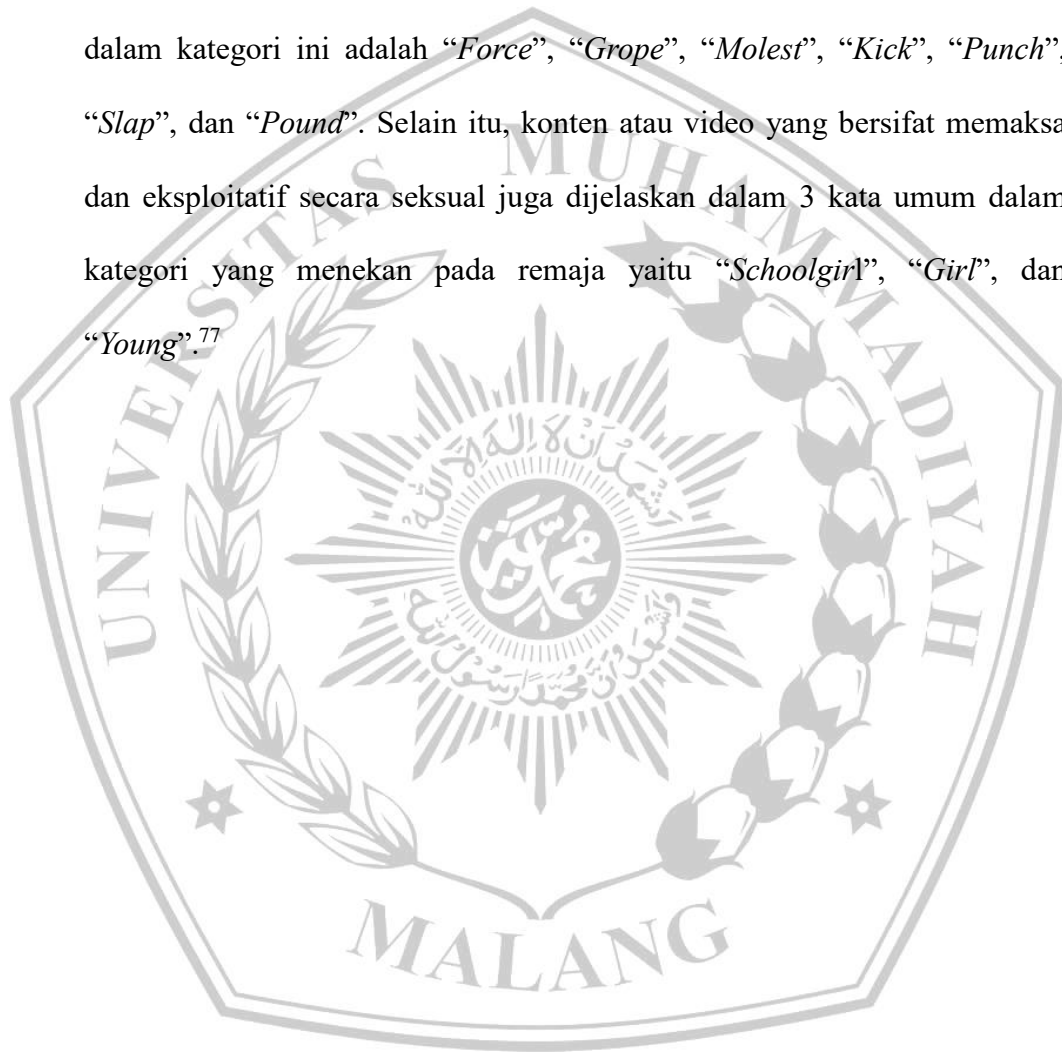 dalam kategori ini adalah “Force”, “Grope”, “Molest”, “Kick”, “Punch”,
“Slap”, dan “Pound”. Selain itu, konten atau video yang bersifat memaksa
dan eksploitatif secara seksual juga dijelaskan dalam 3 kata umum dalam
kategori yang menekan pada remaja yaitu “Schoolgirl”, “Girl”, dan
“Young”.77
UNIVERSITAS MUHAMMADIYAH
MALANG